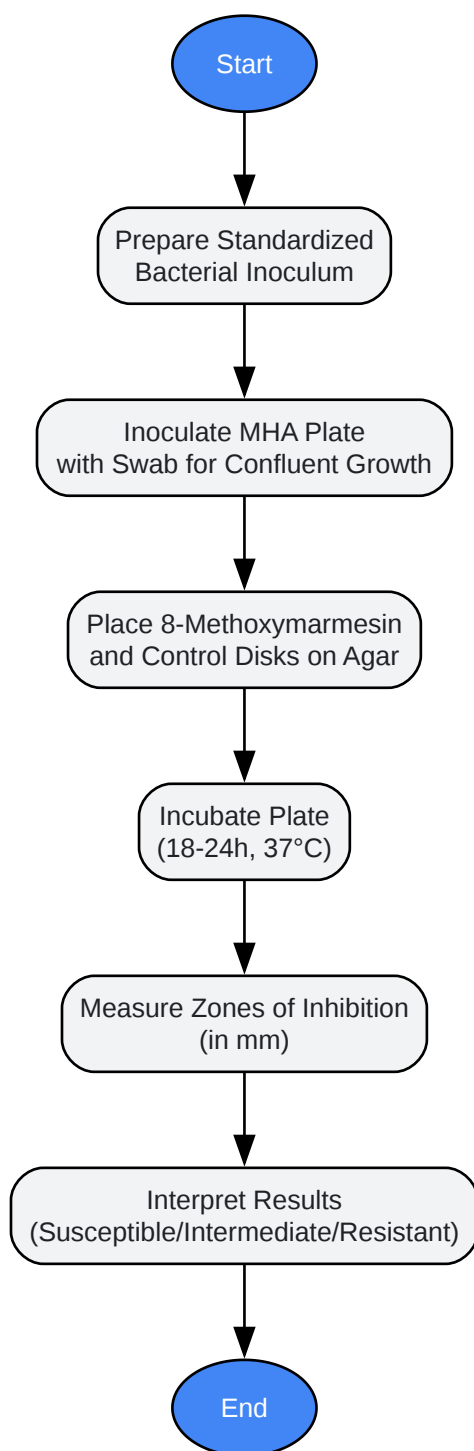 Start
Prepare Standardized
Bacterial Inoculum
Inoculate MHA Plate
with Swab for Confluent Growth
Place 8-Methoxymarmesin
and Control Disks on Agar
Incubate Plate
(18-24h, 37°C)
Measure Zones of Inhibition
(in mm)
Interpret Results
(Susceptible/Intermediate/Resistant)
End